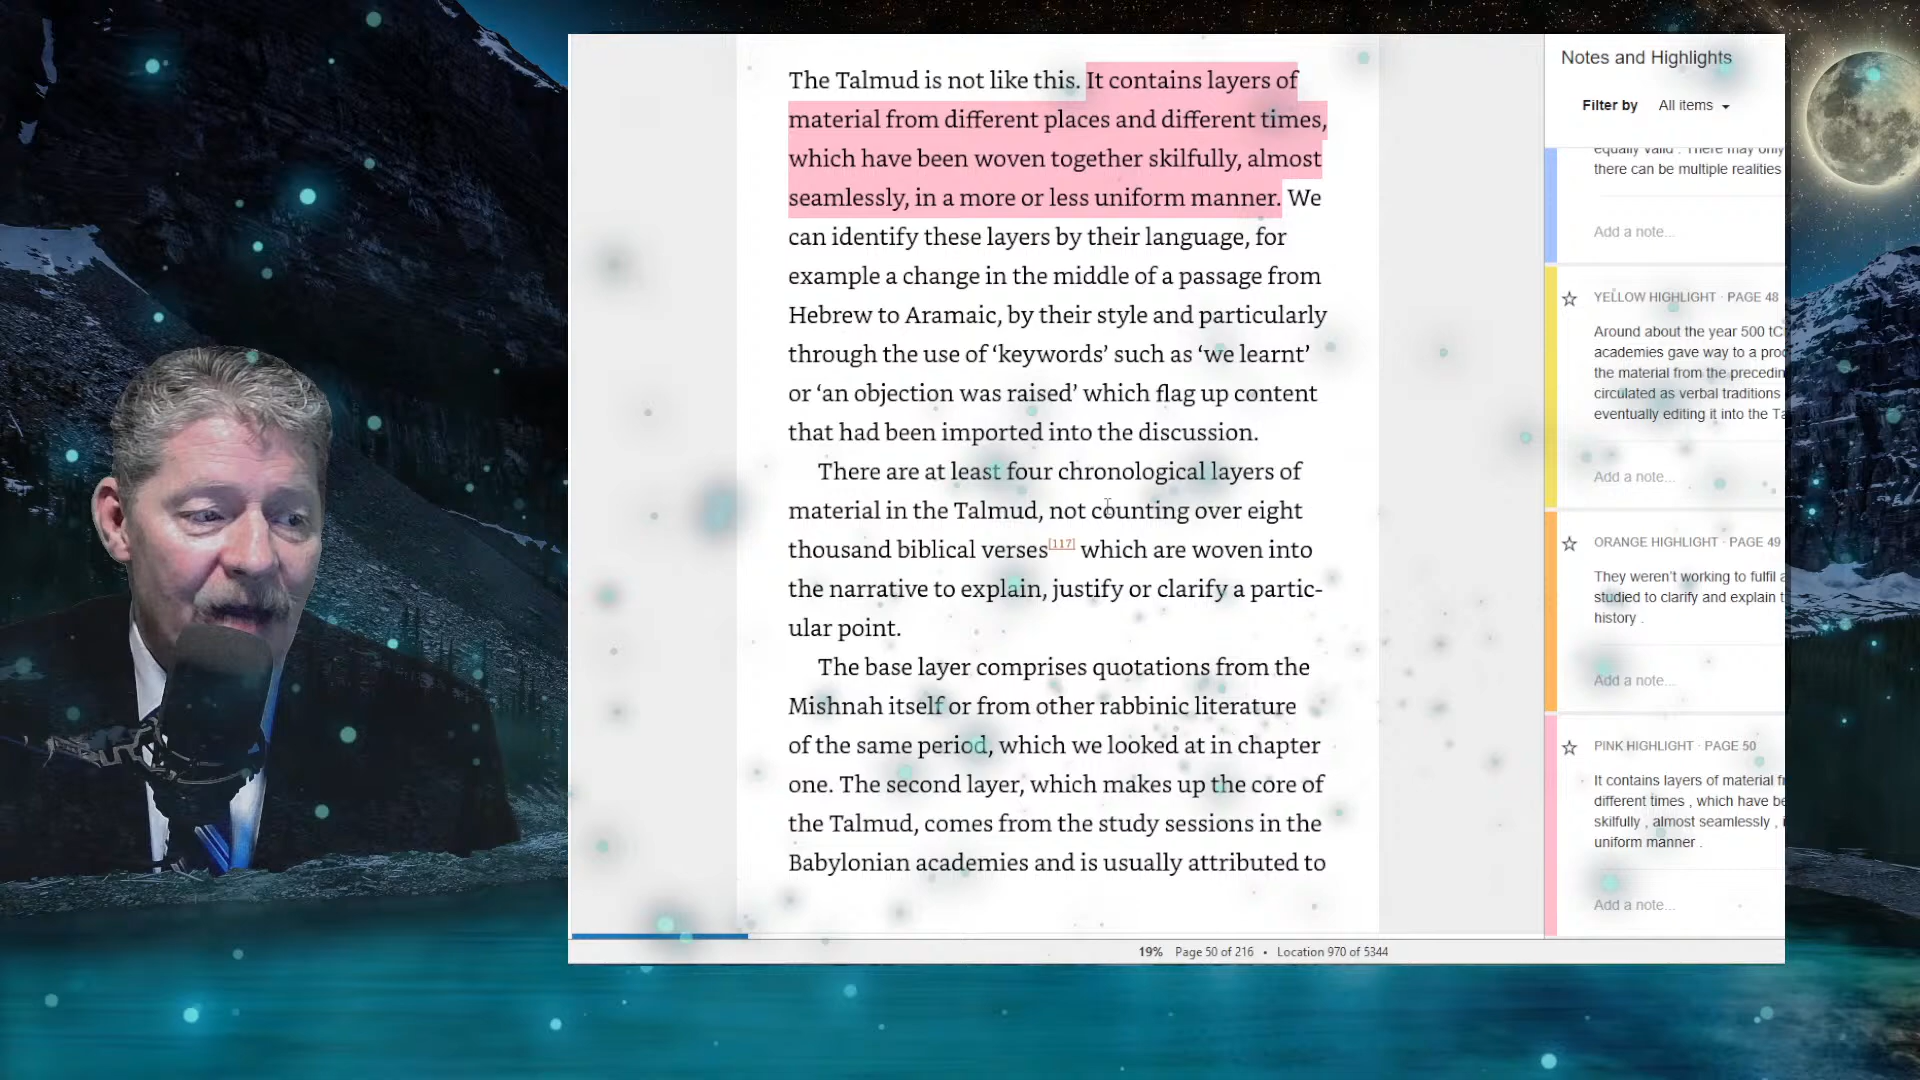 The Talmud is not like this. It contains layers of
material from different places and different times,
which have been woven together skilfully, almost
seamlessly, in a more or less uniform manner. We
can identify these layers by their language, for
example a change in the middle of a passage from
Hebrew to Aramaic, by their style and particularly
through the use of ‘keywords’ such as ‘we learnt’
or ‘an objection was raised’ which flag up content
that had been imported into the discussion.
There are at least four chronological layers of
material in the Talmud, not counting over eight
thousand biblical verses[117] which are woven into
the narrative to explain, justify or clarify a partic-
ular point.
The base layer comprises quotations from the
Mishnah itself or from other rabbinic literature
of the same period, which we looked at in chapter
one. The second layer, which makes up the core of
the Talmud, comes from the study sessions in the
Babylonian academies and is usually attributed to
19% Page 50 of 216 • Location 970 of 5344
Notes and Highlights
Filter by All items
equally valid . There may only
there can be multiple realities
Add a note...
YELLOW HIGHLIGHT · PAGE 48
Around about the year 500 tC
academies gave way to a pro
the material from the precedin
circulated as verbal traditions
eventually editing it into the Ta
Add a note...
ORANGE HIGHLIGHT · PAGE 49
They weren't working to fulfil a
studied to clarify and explain t
history .
Add a note...
PINK HIGHLIGHT · PAGE 50
It contains layers of material f
different times , which have be
skilfully , almost seamlessly , i
uniform manner .
Add a note...